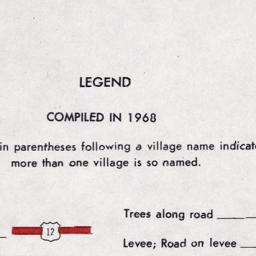 LEGEND
COMPILED IN 1968
in parentheses following a village name indicate
more than one village is so named.
Trees along road
12
Levee; Road on levee